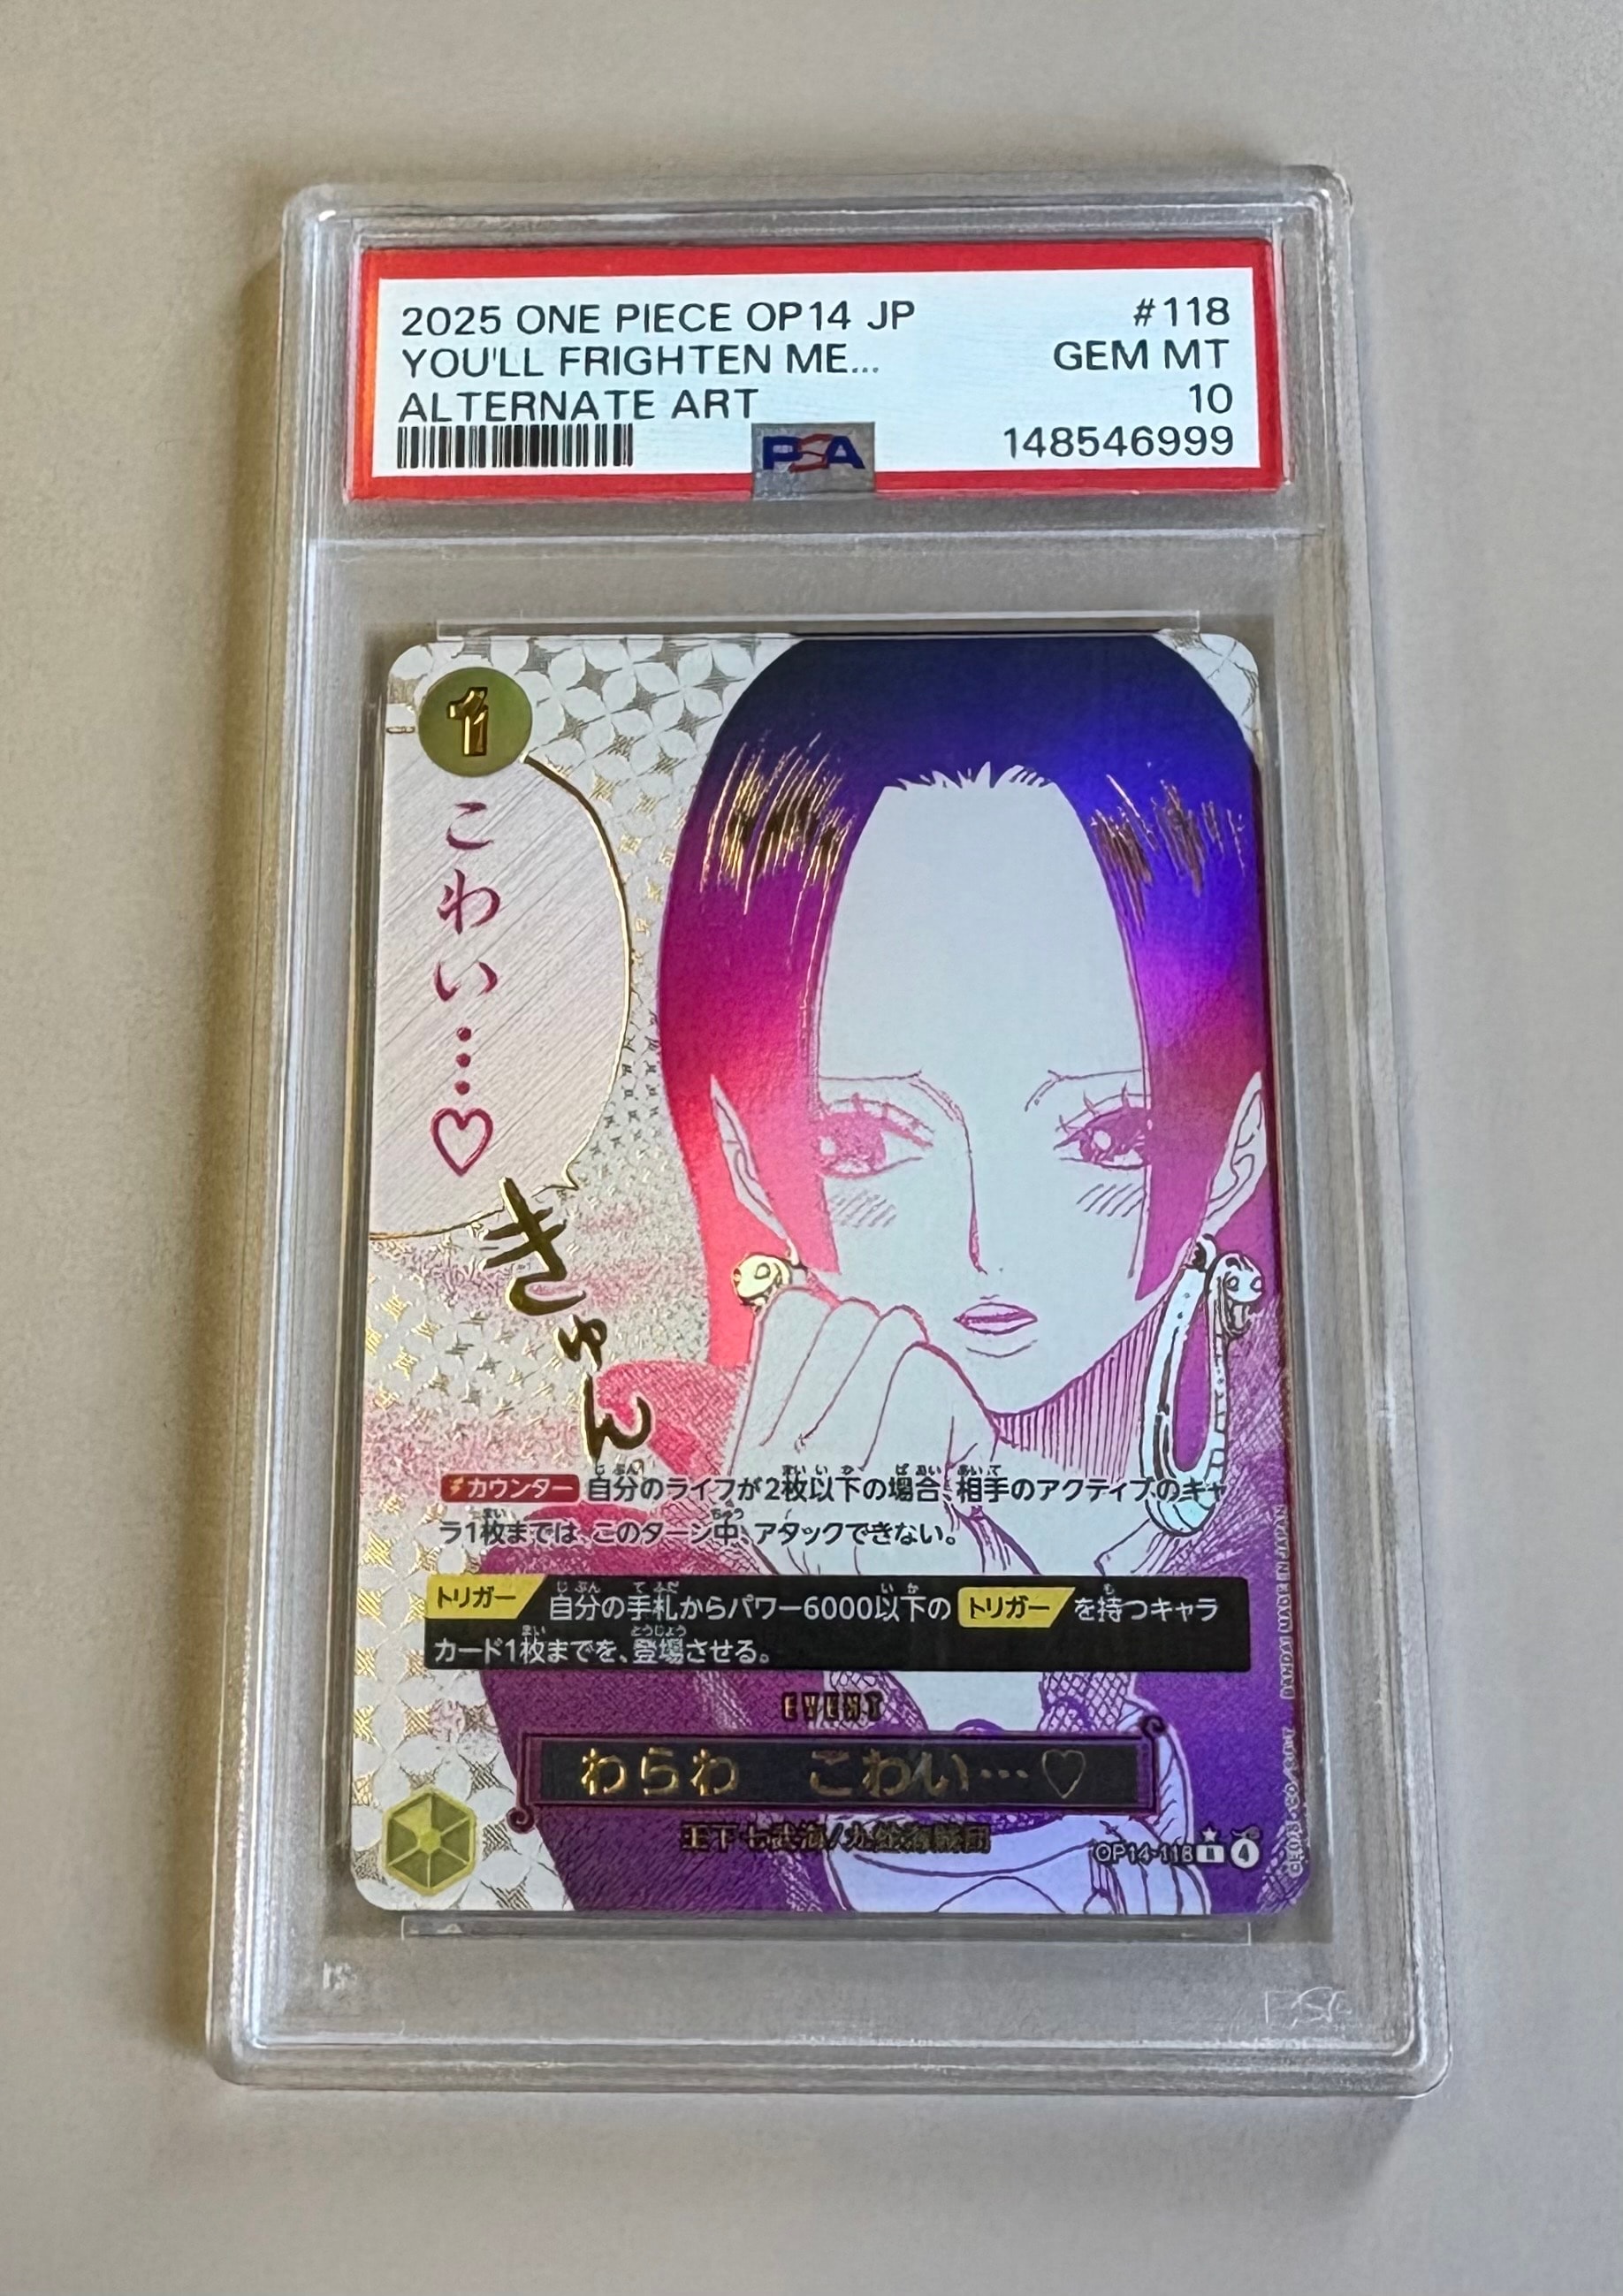 2025 ONE PIECE OP14 JP #118
YOU'LL FRIGHTEN ME... GEM MT
ALTERNATE ART 10
PSA 148546999
1
こわい…♡
きゅん
カウンター 自分のライフが2枚以下の場合、相手のアクティブのキャ
ラ1枚までは、このターン中、アタックできない。
トリガー 自分の手札からパワー6000以下の トリガー を持つキャラ
カード1枚までを、登場させる。
EVENT
わらわ こわい…♡
王下七武海/九蛇海賊団
OP14-118 R 4
BANDAI MADE IN JAPAN